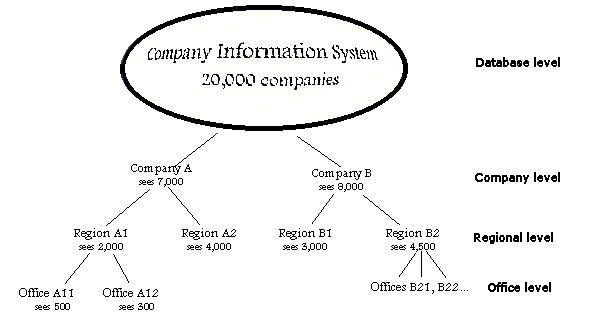 Company Information System
20,000 companies
Database level
Company A
sees 7,000
Company B
sees 8,000
Company level
Region A1
sees 2,000
Region A2
sees 4,000
Region B1
sees 3,000
Region B2
sees 4,500
Regional level
Office A11
sees 500
Office A12
sees 300
Offices B21, B22...
Office level